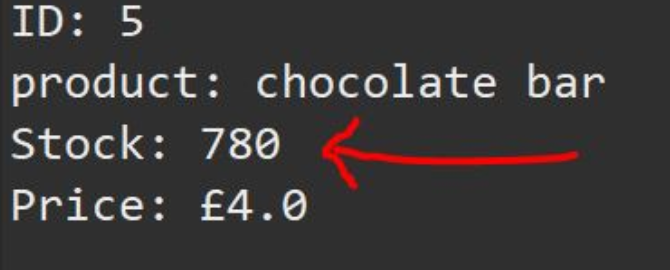 ID: 5
product: chocolate bar
Stock: 780
Price: £4.0